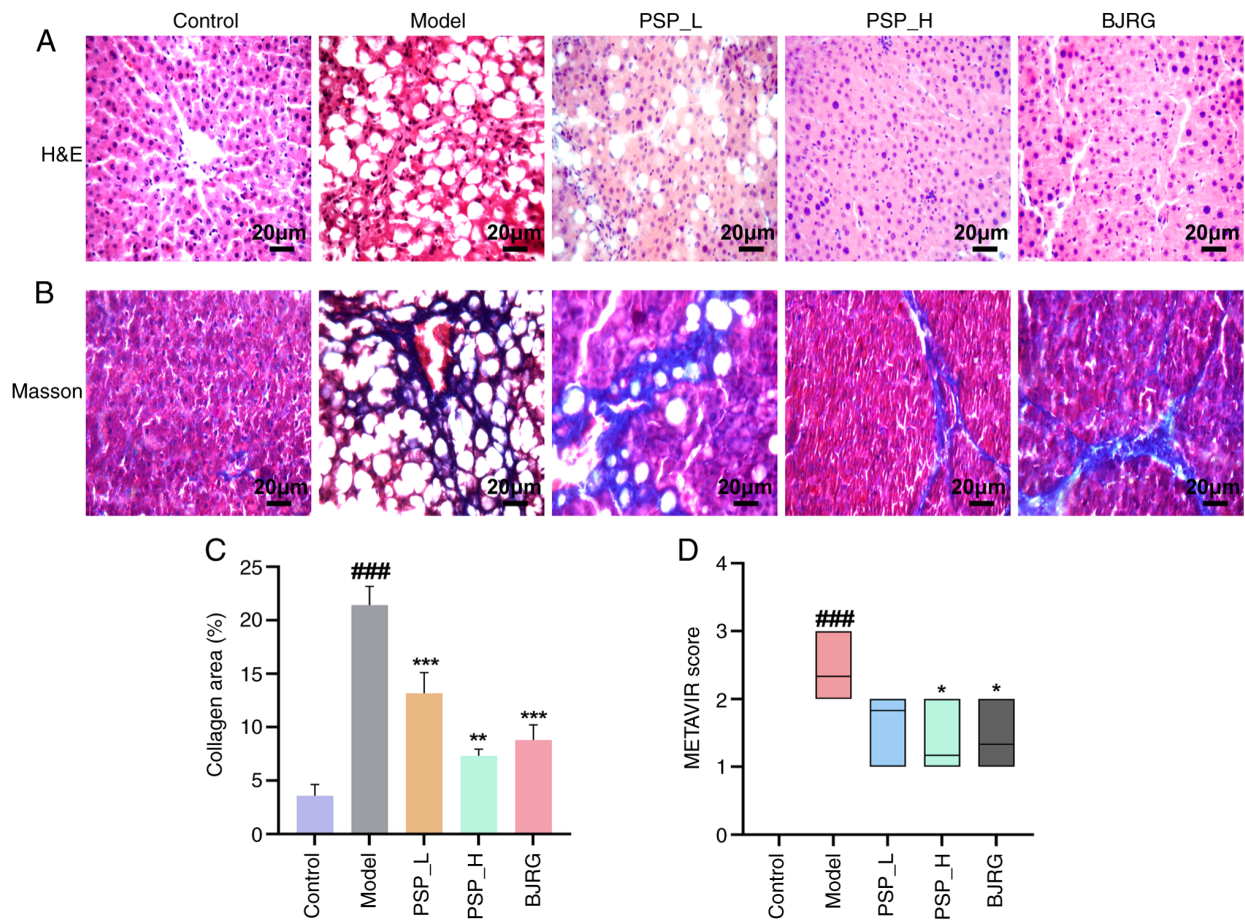 Control Model PSP_L PSP_H BJRG
A
H&E
20μm 20μm 20μm 20μm 20μm
B
Masson
20μm 20μm 20μm 20μm 20μm
C
Collagen area (%)
25
20
15
10
5
0
###
***
**
***
Control Model PSP_L PSP_H BJRG
D
METAVIR score
4
3
2
1
0
###
*
*
Control Model PSP_L PSP_H BJRG